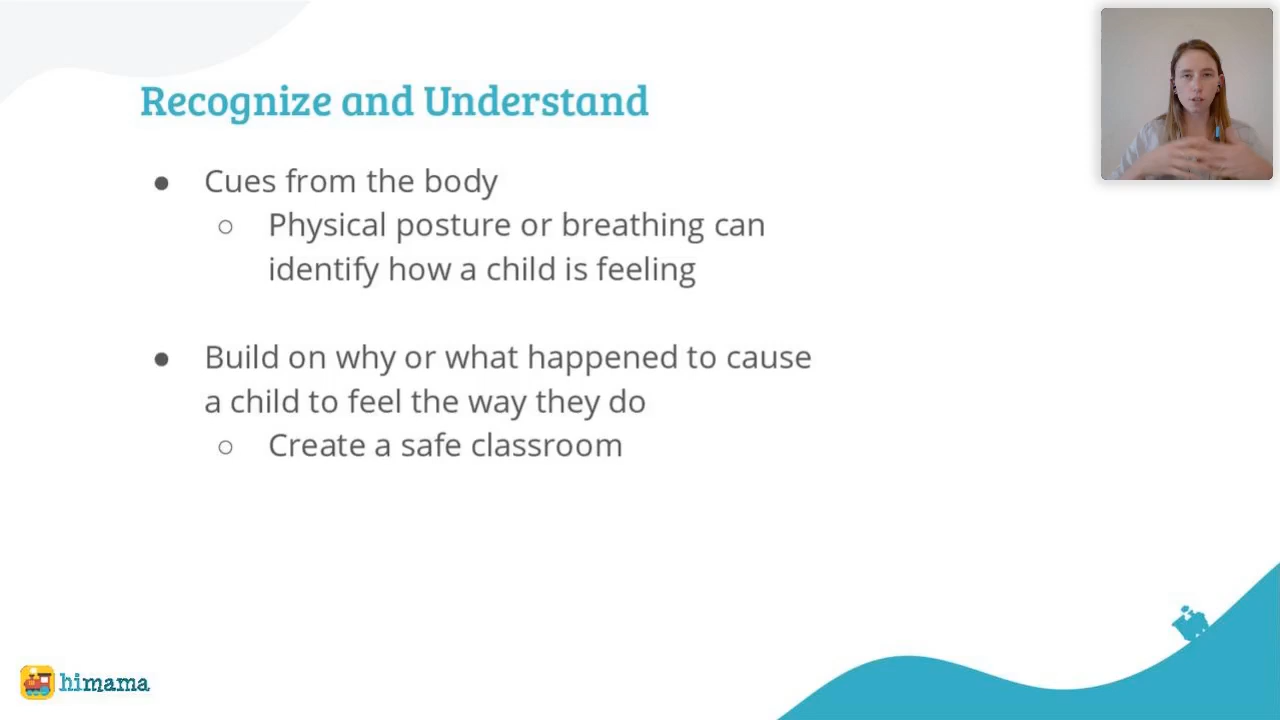 Recognize and Understand
● Cues from the body
○ Physical posture or breathing can
identify how a child is feeling
● Build on why or what happened to cause
a child to feel the way they do
○ Create a safe classroom
himama